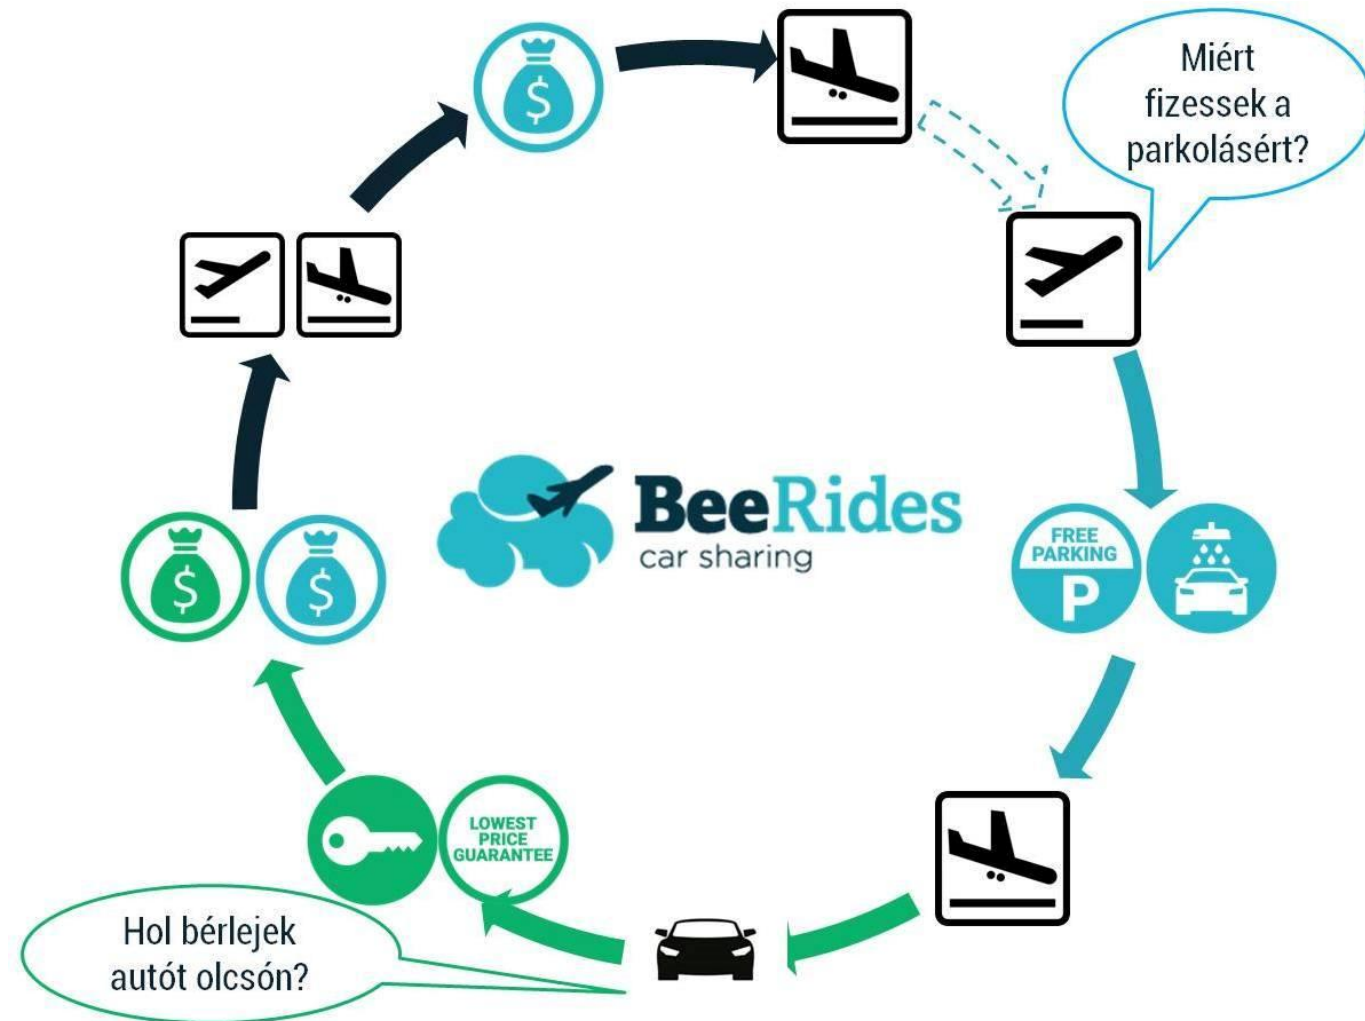 Miért
fizessek a
parkolásért?
FREE
PARKING
P
BeeRides
car sharing
$
$
$
LOWEST
PRICE
GUARANTEE
Hol bérlejek
autót olcsón?